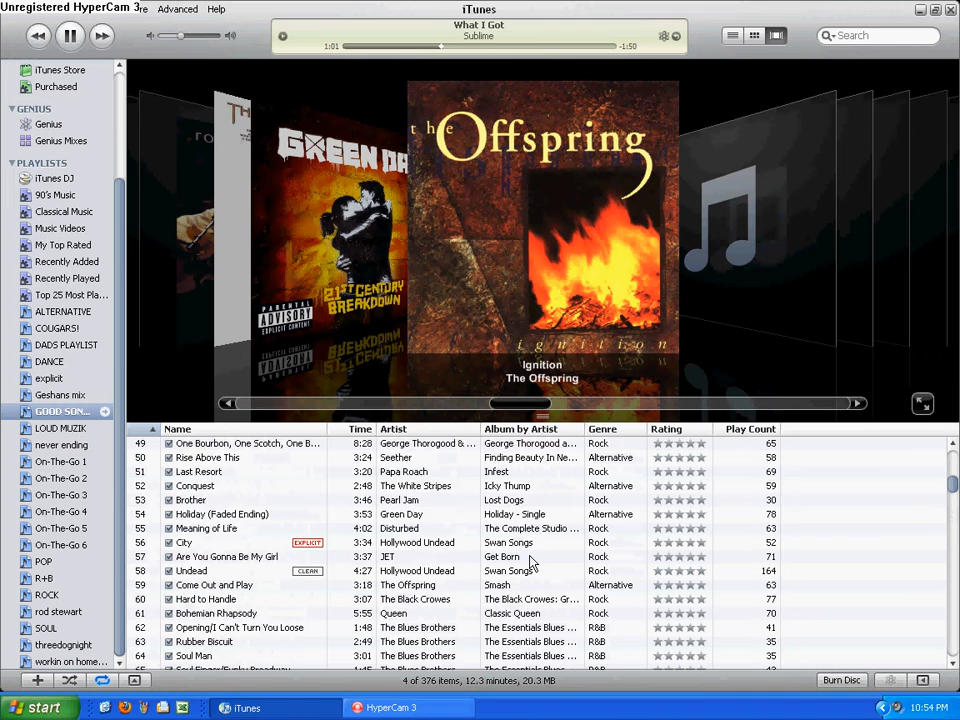 Unregistered HyperCam 3
re Advanced Help
iTunes
What I Got
Sublime
1:01 -1:50
Search
iTunes Store
Purchased
GENIUS
Genius
Genius Mixes
PLAYLISTS
iTunes DJ
90's Music
Classical Music
Music Videos
My Top Rated
Recently Added
Recently Played
Top 25 Most Pla...
ALTERNATIVE
COUGARS!
DADS PLAYLIST
DANCE
explicit
Geshans mix
GOOD SON...
LOUD MUZIK
never ending
On-The-Go 1
On-The-Go 2
On-The-Go 3
On-The-Go 4
On-The-Go 5
On-The-Go 6
POP
R+B
ROCK
rod stewart
SOUL
threedognight
workin on home...
GREEN DA
21ST CENTURY
BREAKDOWN
PARENTAL
ADVISORY
EXPLICIT CONTENT
the Offspring
ignition
Ignition
The Offspring
Name Time Artist Album by Artist Genre Rating Play Count
49 One Bourbon, One Scotch, One B... 8:28 George Thorogood & ... George Thorogood a... Rock 65
50 Rise Above This 3:24 Seether Finding Beauty In Ne... Alternative 58
51 Last Resort 3:20 Papa Roach Infest Rock 69
52 Conquest 2:48 The White Stripes Icky Thump Alternative 59
53 Brother 3:46 Pearl Jam Lost Dogs Rock 30
54 Holiday (Faded Ending) 3:53 Green Day Holiday - Single Alternative 78
55 Meaning of Life 4:02 Disturbed The Complete Studio ... Rock 63
56 City EXPLICIT 3:34 Hollywood Undead Swan Songs Rock 52
57 Are You Gonna Be My Girl 3:37 JET Get Born Rock 71
58 Undead CLEAN 4:27 Hollywood Undead Swan Songs Rock 164
59 Come Out and Play 3:18 The Offspring Smash Alternative 63
60 Hard to Handle 3:07 The Black Crowes The Black Crowes: Gr... Rock 77
61 Bohemian Rhapsody 5:55 Queen Classic Queen Rock 70
62 Opening/I Can't Turn You Loose 1:48 The Blues Brothers The Essentials Blues ... R&B 41
63 Rubber Biscuit 2:49 The Blues Brothers The Essentials Blues ... R&B 35
64 Soul Man 3:01 The Blues Brothers The Essentials Blues ... R&B 35
4 of 376 items, 12.3 minutes, 20.3 MB
Burn Disc
start
iTunes
HyperCam 3
10:54 PM